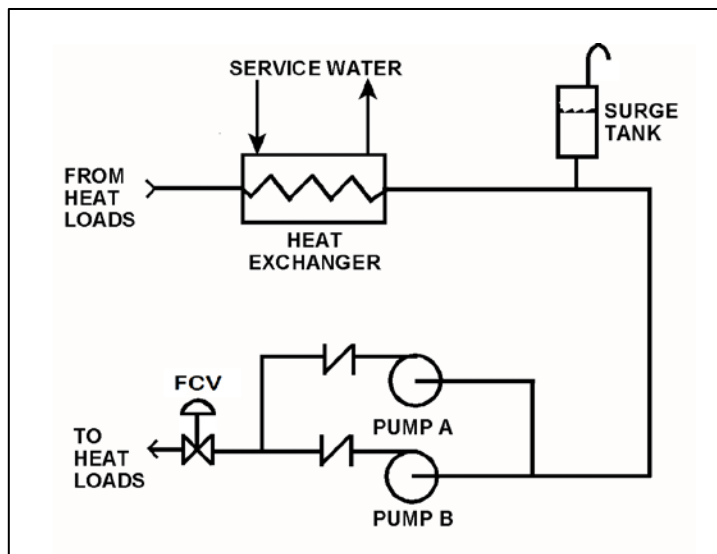 SERVICE WATER
SURGE
TANK
FROM
HEAT
LOADS
HEAT
EXCHANGER
FCV
PUMP A
TO
HEAT
LOADS
PUMP B